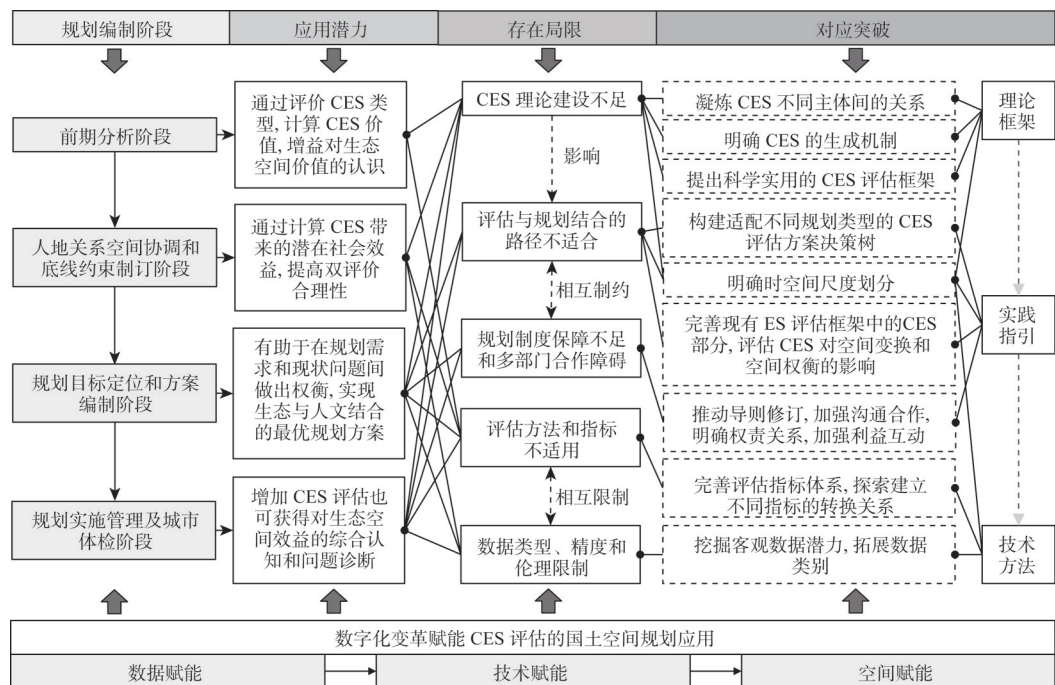 规划编制阶段
应用潜力
存在局限
对应突破
前期分析阶段
人地关系空间协调和
底线约束制订阶段
规划目标定位和方案
编制阶段
规划实施管理及城市
体检阶段
通过评价 CES 类
型, 计算 CES 价
值, 增益对生态
空间价值的认识
通过计算 CES 带
来的潜在社会效
益, 提高双评价
合理性
有助于在规划需
求和现状问题间
做出权衡, 实现
生态与人文结合
的最优规划方案
增加 CES 评估也
可获得对生态空
间效益的综合认
知和问题诊断
CES 理论建设不足
影响
评估与规划结合的
路径不适合
相互制约
规划制度保障不足
和多部门合作障碍
评估方法和指标
不适用
相互限制
数据类型、精度和
伦理限制
凝炼 CES 不同主体间的关系
明确 CES 的生成机制
提出科学实用的 CES 评估框架
构建适配不同规划类型的 CES
评估方案决策树
明确时空间尺度划分
完善现有 ES 评估框架中的CES
部分, 评估 CES 对空间变换和
空间权衡的影响
推动导则修订, 加强沟通合作,
明确权责关系, 加强利益互动
完善评估指标体系, 探索建立
不同指标的转换关系
挖掘客观数据潜力, 拓展数据
类别
理论
框架
实践
指引
技术
方法
数字化变革赋能 CES 评估的国土空间规划应用
数据赋能
技术赋能
空间赋能